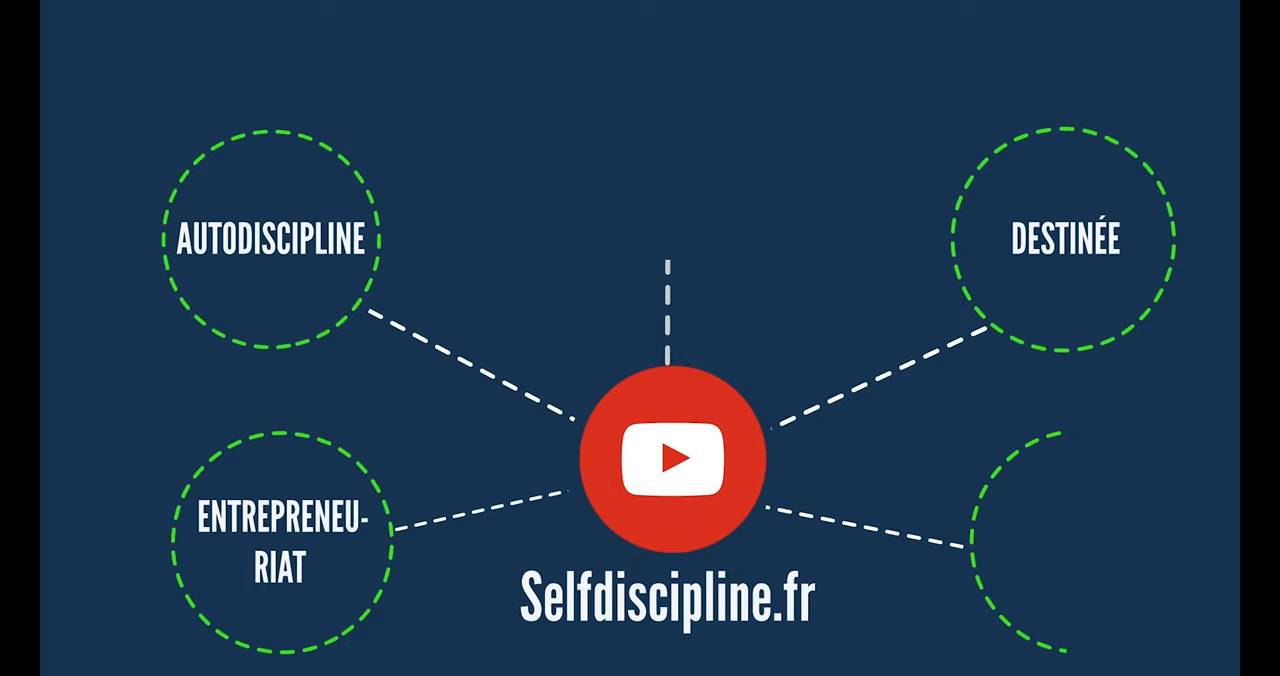 AUTODISCIPLINE
DESTINÉE
ENTREPRENEU-
RIAT
Selfdiscipline.fr